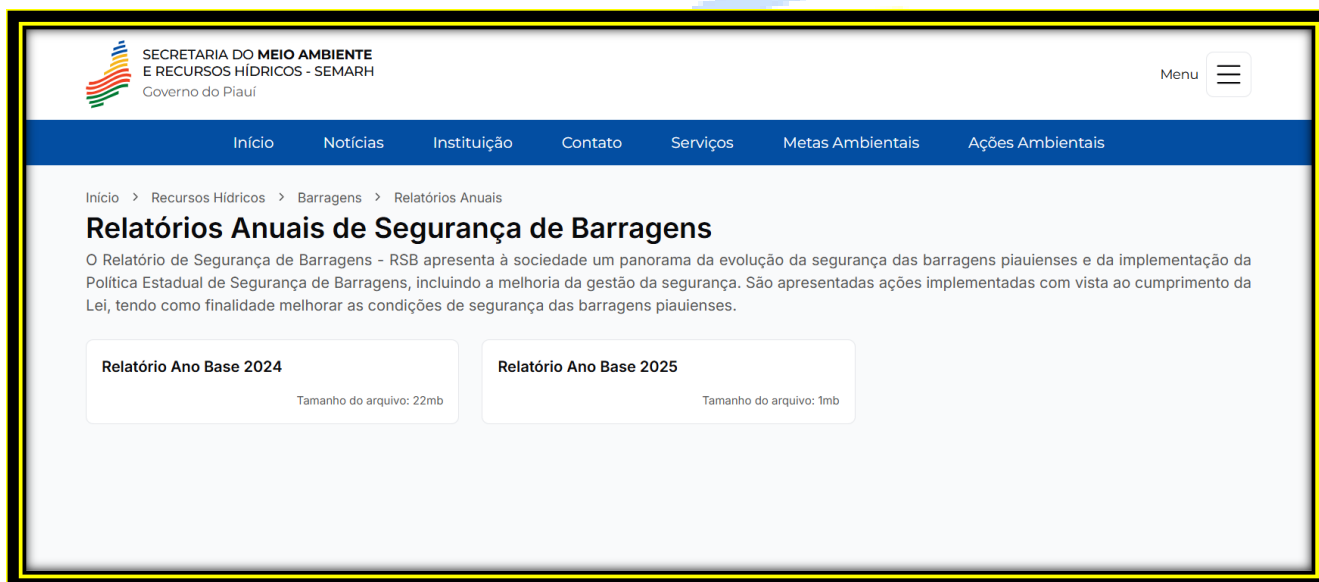 SECRETARIA DO MEIO AMBIENTE
E RECURSOS HÍDRICOS - SEMARH
Governo do Piauí
Menu
Início Notícias Instituição Contato Serviços Metas Ambientais Ações Ambientais
Início > Recursos Hídricos > Barragens > Relatórios Anuais
Relatórios Anuais de Segurança de Barragens
O Relatório de Segurança de Barragens - RSB apresenta à sociedade um panorama da evolução da segurança das barragens piauienses e da implementação da
Política Estadual de Segurança de Barragens, incluindo a melhoria da gestão da segurança. São apresentadas ações implementadas com vista ao cumprimento da
Lei, tendo como finalidade melhorar as condições de segurança das barragens piauienses.
Relatório Ano Base 2024
Tamanho do arquivo: 22mb
Relatório Ano Base 2025
Tamanho do arquivo: 1mb